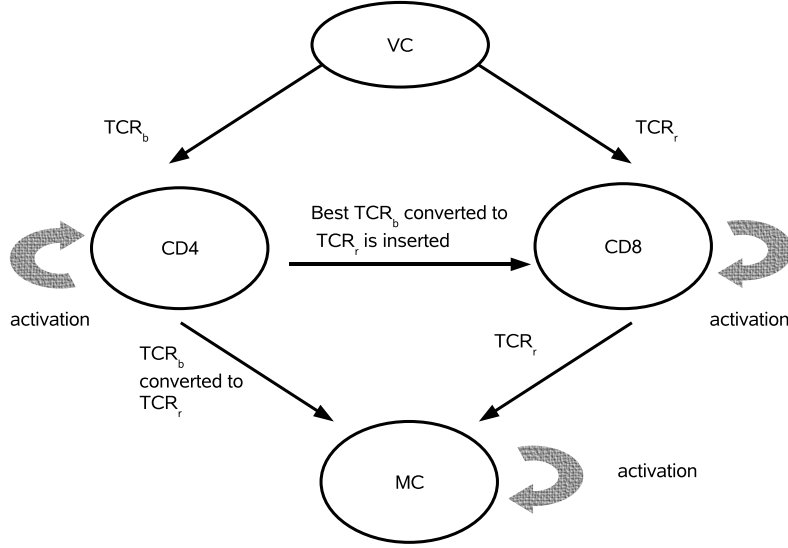 VC
TCR_b
TCR_r
Best TCR_b converted to
TCR_r is inserted
CD4
CD8
activation
activation
TCR_b
converted to
TCR_r
TCR_r
MC
activation